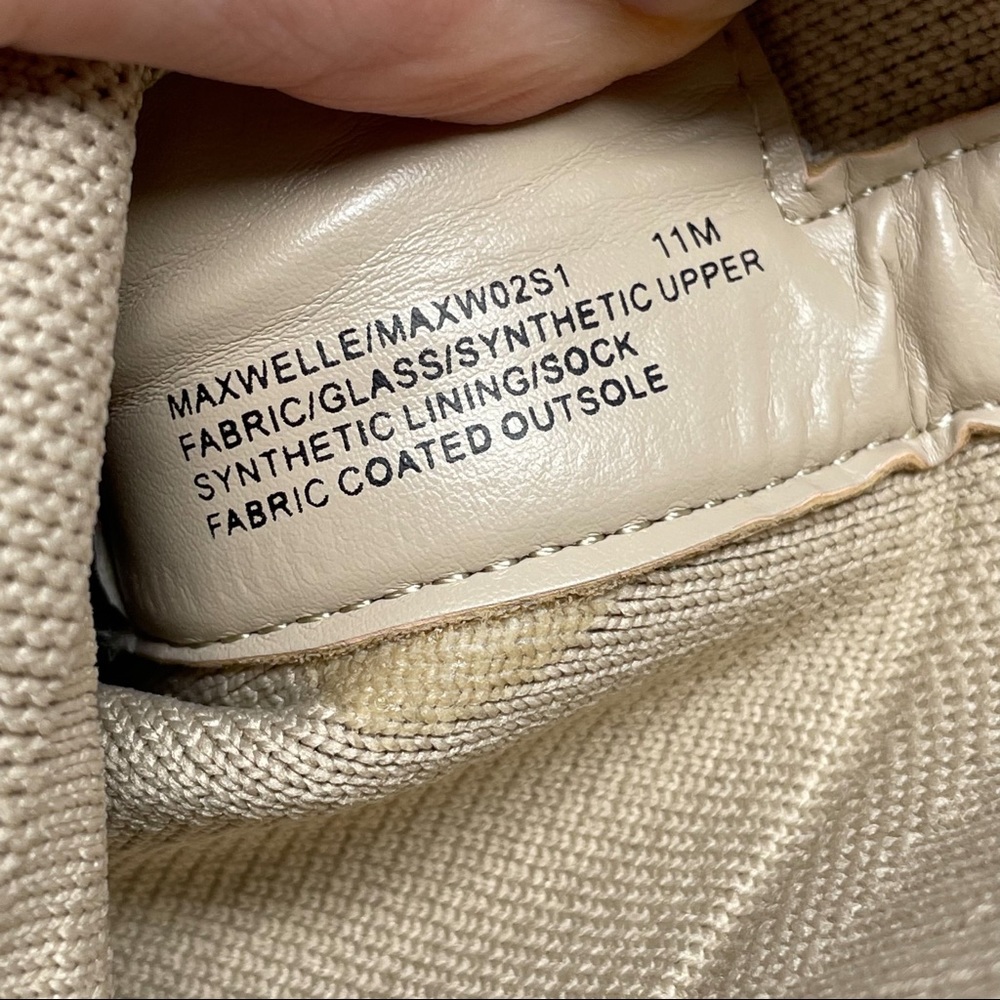 MAXWELLE/MAXW02S1 11M
FABRIC/GLASS/SYNTHETIC UPPER
SYNTHETIC LINING/SOCK
FABRIC COATED OUTSOLE